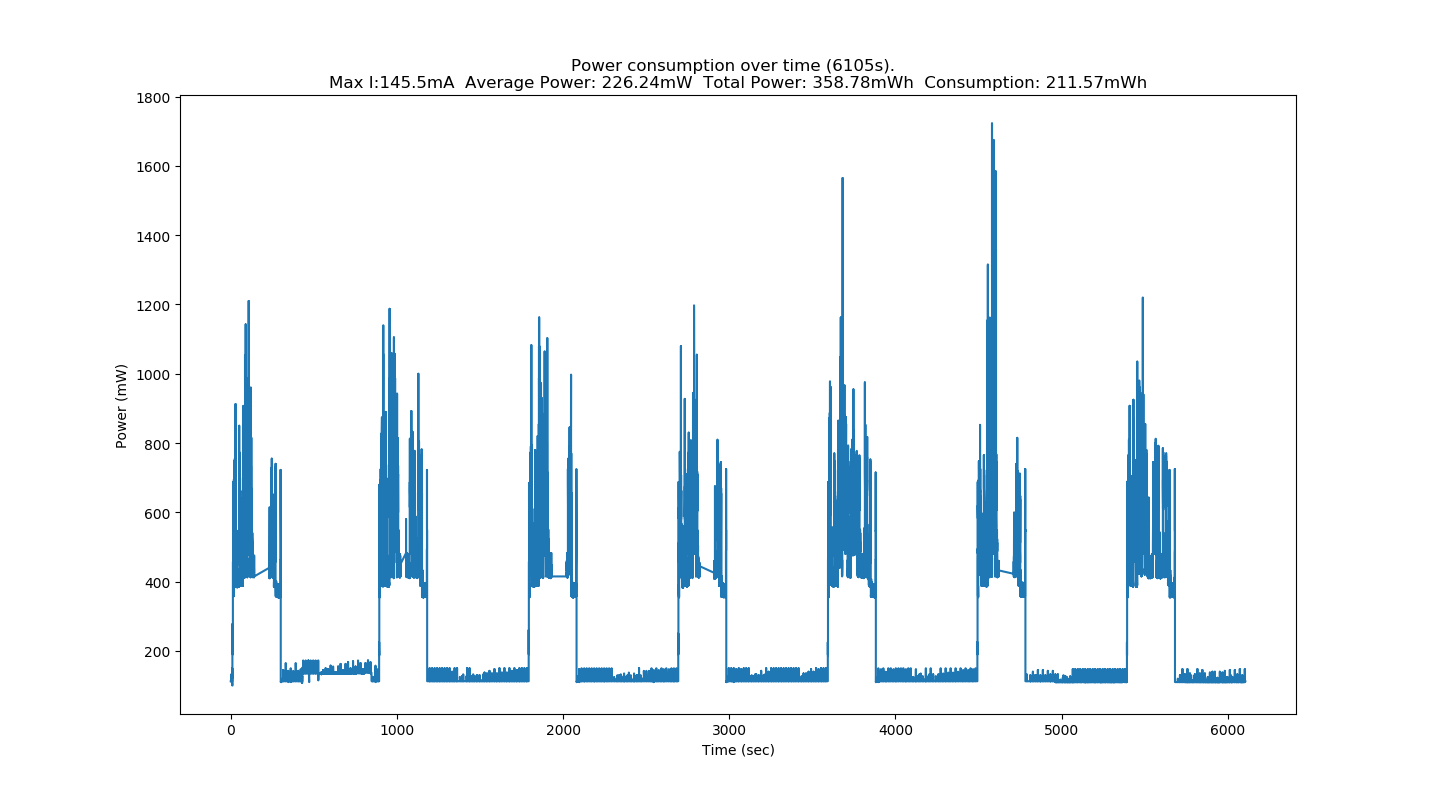 Power consumption over time (6105s).
Max I:145.5mA  Average Power: 226.24mW  Total Power: 358.78mWh  Consumption: 211.57mWh
1800
1600
1400
1200
1000
800
600
400
200
Power (mW)
0 1000 2000 3000 4000 5000 6000
Time (sec)